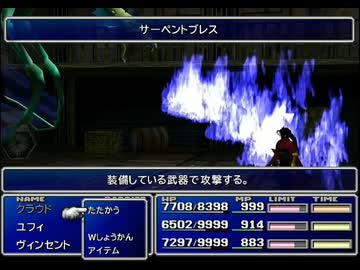 サーペントブレス
装備している武器で攻撃する。
NAME HP MP LIMIT TIME
クラウド たたかう 7708/8398 999
ユフィ 6502/9999 914
Wしょうかん
ヴィンセント アイテム 7297/9999 883